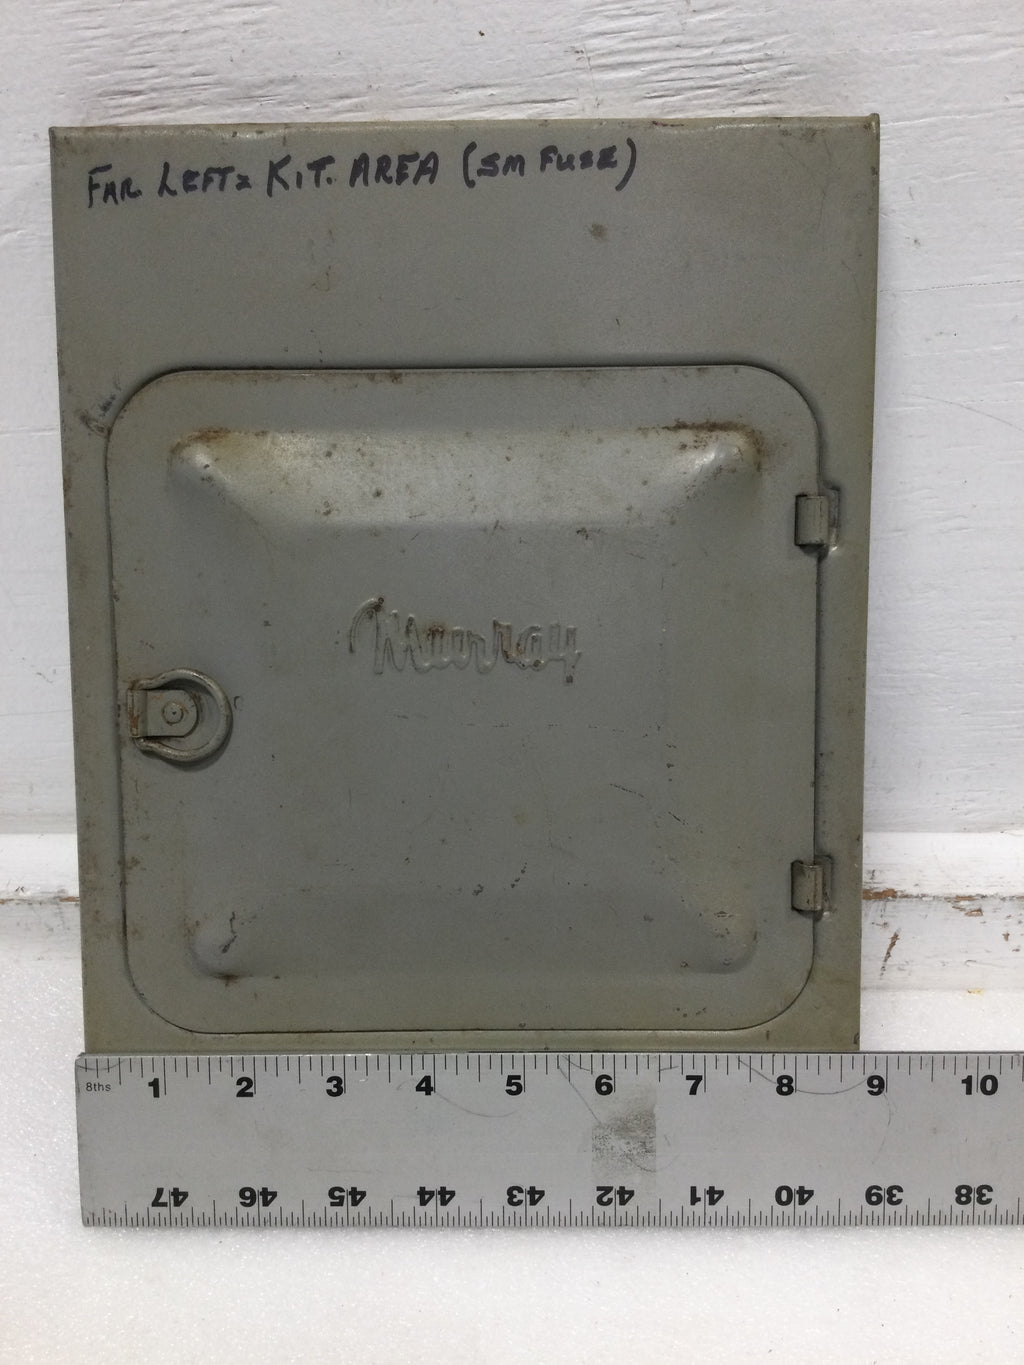 FAR LEFT = KIT. AREA (SM FUSE)
Murray
8ths 1 2 3 4 5 6 7 8 9 10
47 46 45 44 43 42 41 40 39 38